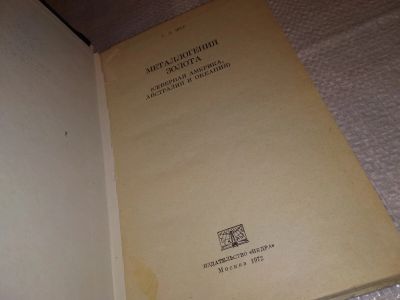 МЕТАЛЛОГЕНИЯ
ЗОЛОТА
(СЕВЕРНАЯ АМЕРИКА,
АВСТРАЛИЯ И ОКЕАНИЯ)
ИЗДАТЕЛЬСТВО «НЕДРА»
Москва 1972